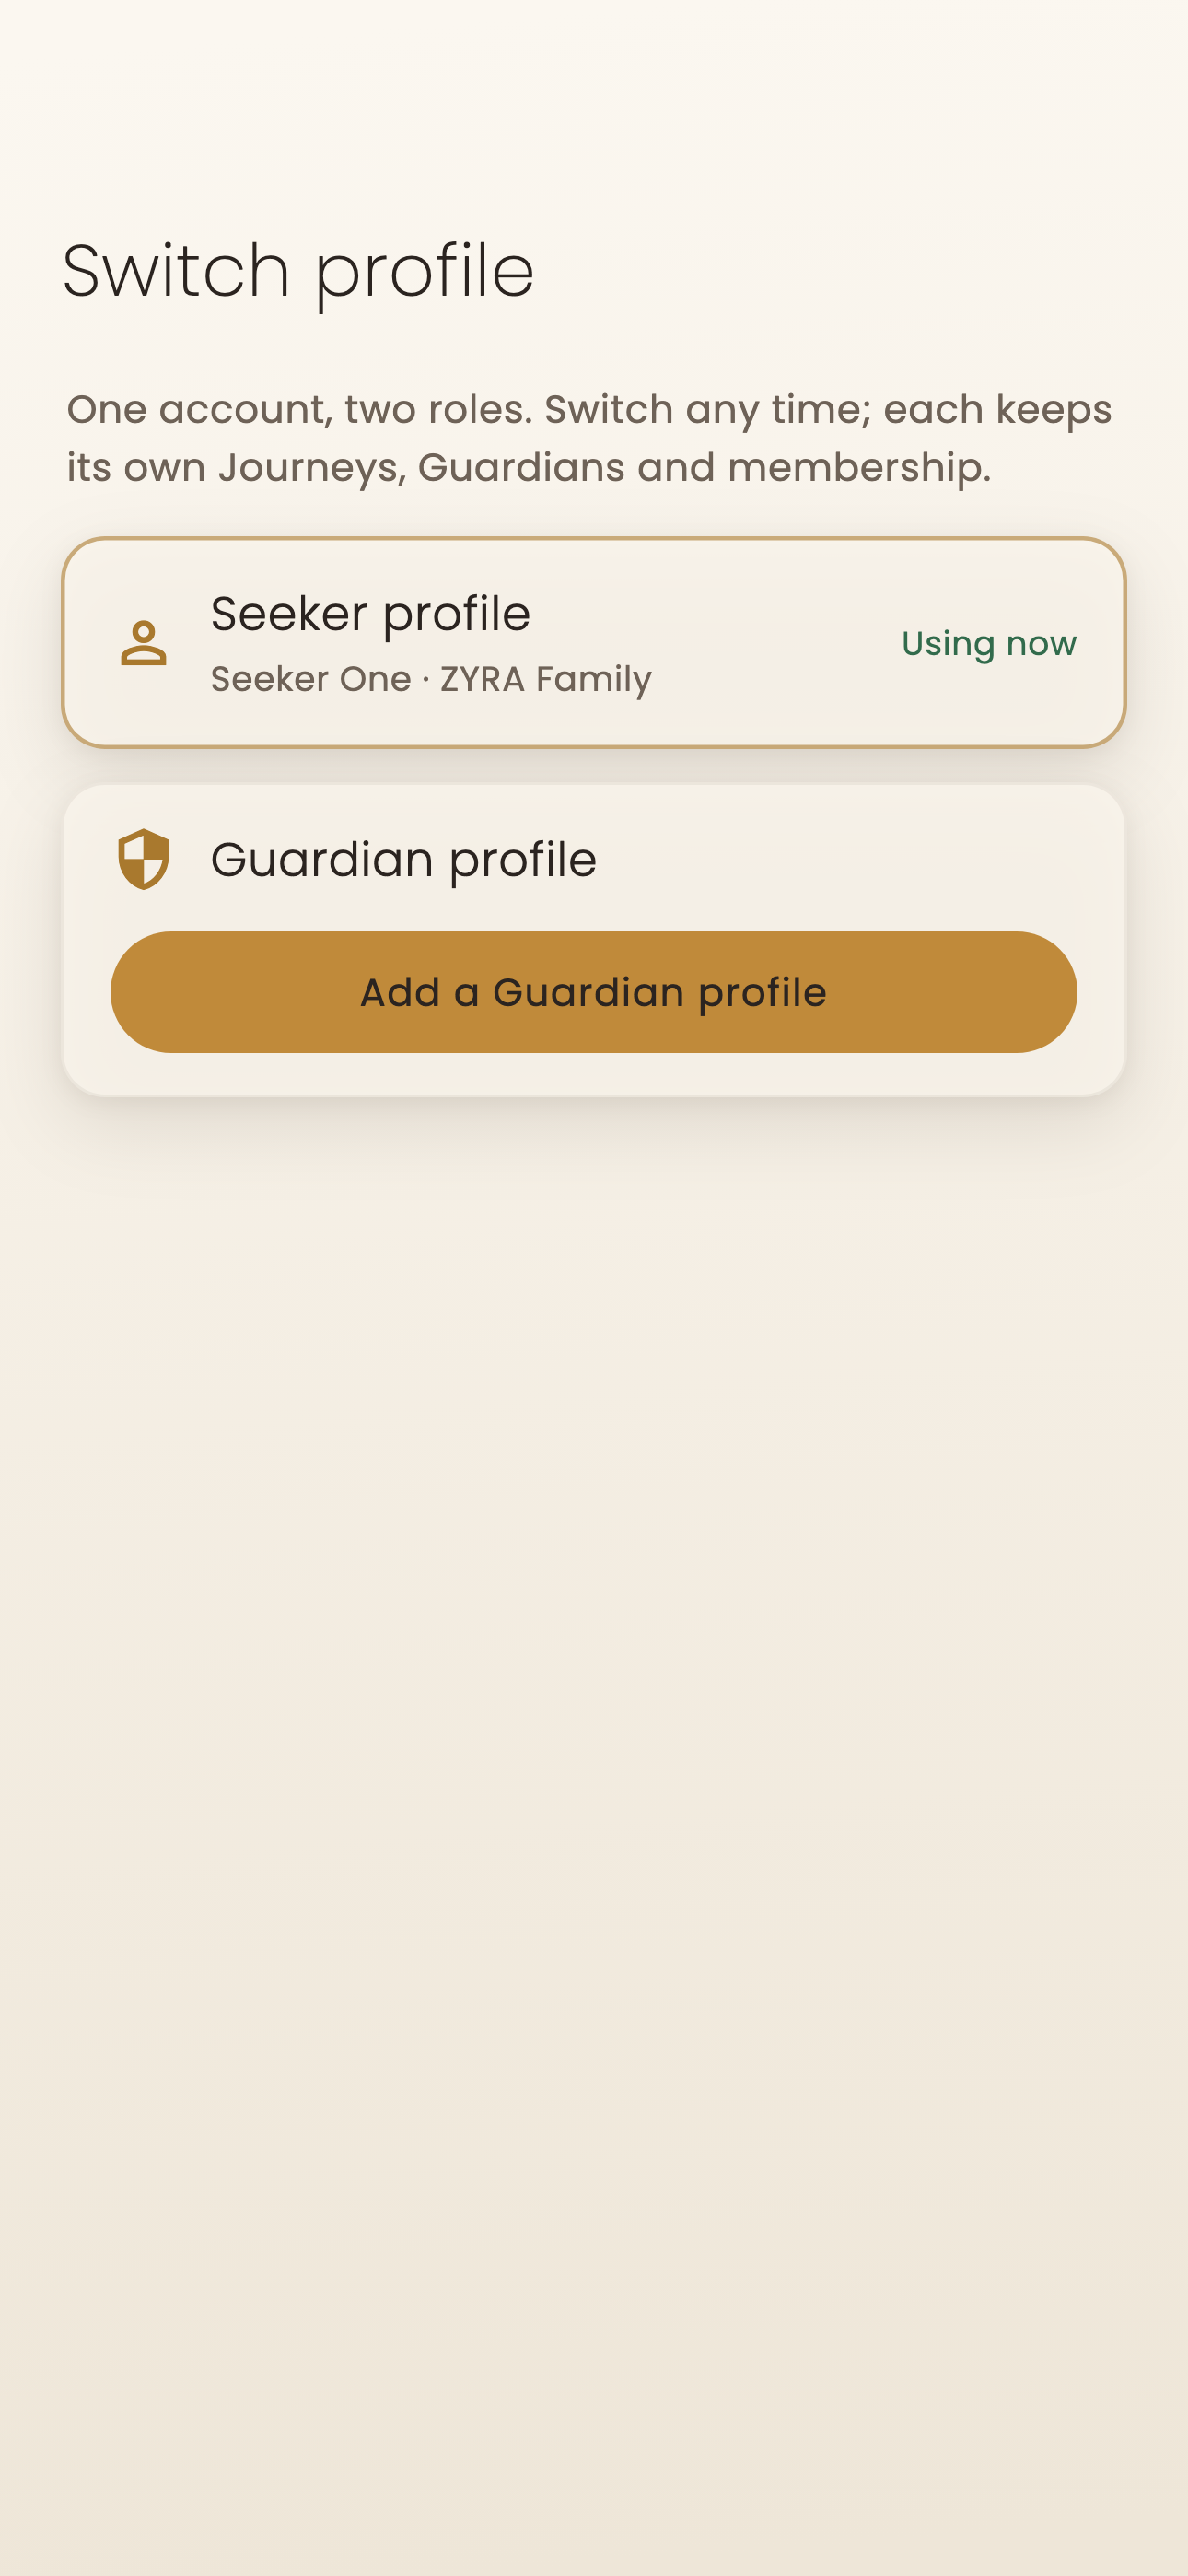 Switch profile
One account, two roles. Switch any time; each keeps
its own Journeys, Guardians and membership.
Seeker profile
Seeker One · ZYRA Family
Using now
Guardian profile
Add a Guardian profile